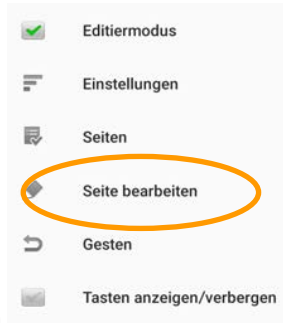 Editiermodus
Einstellungen
Seiten
Seite bearbeiten
Gesten
Tasten anzeigen/verbergen